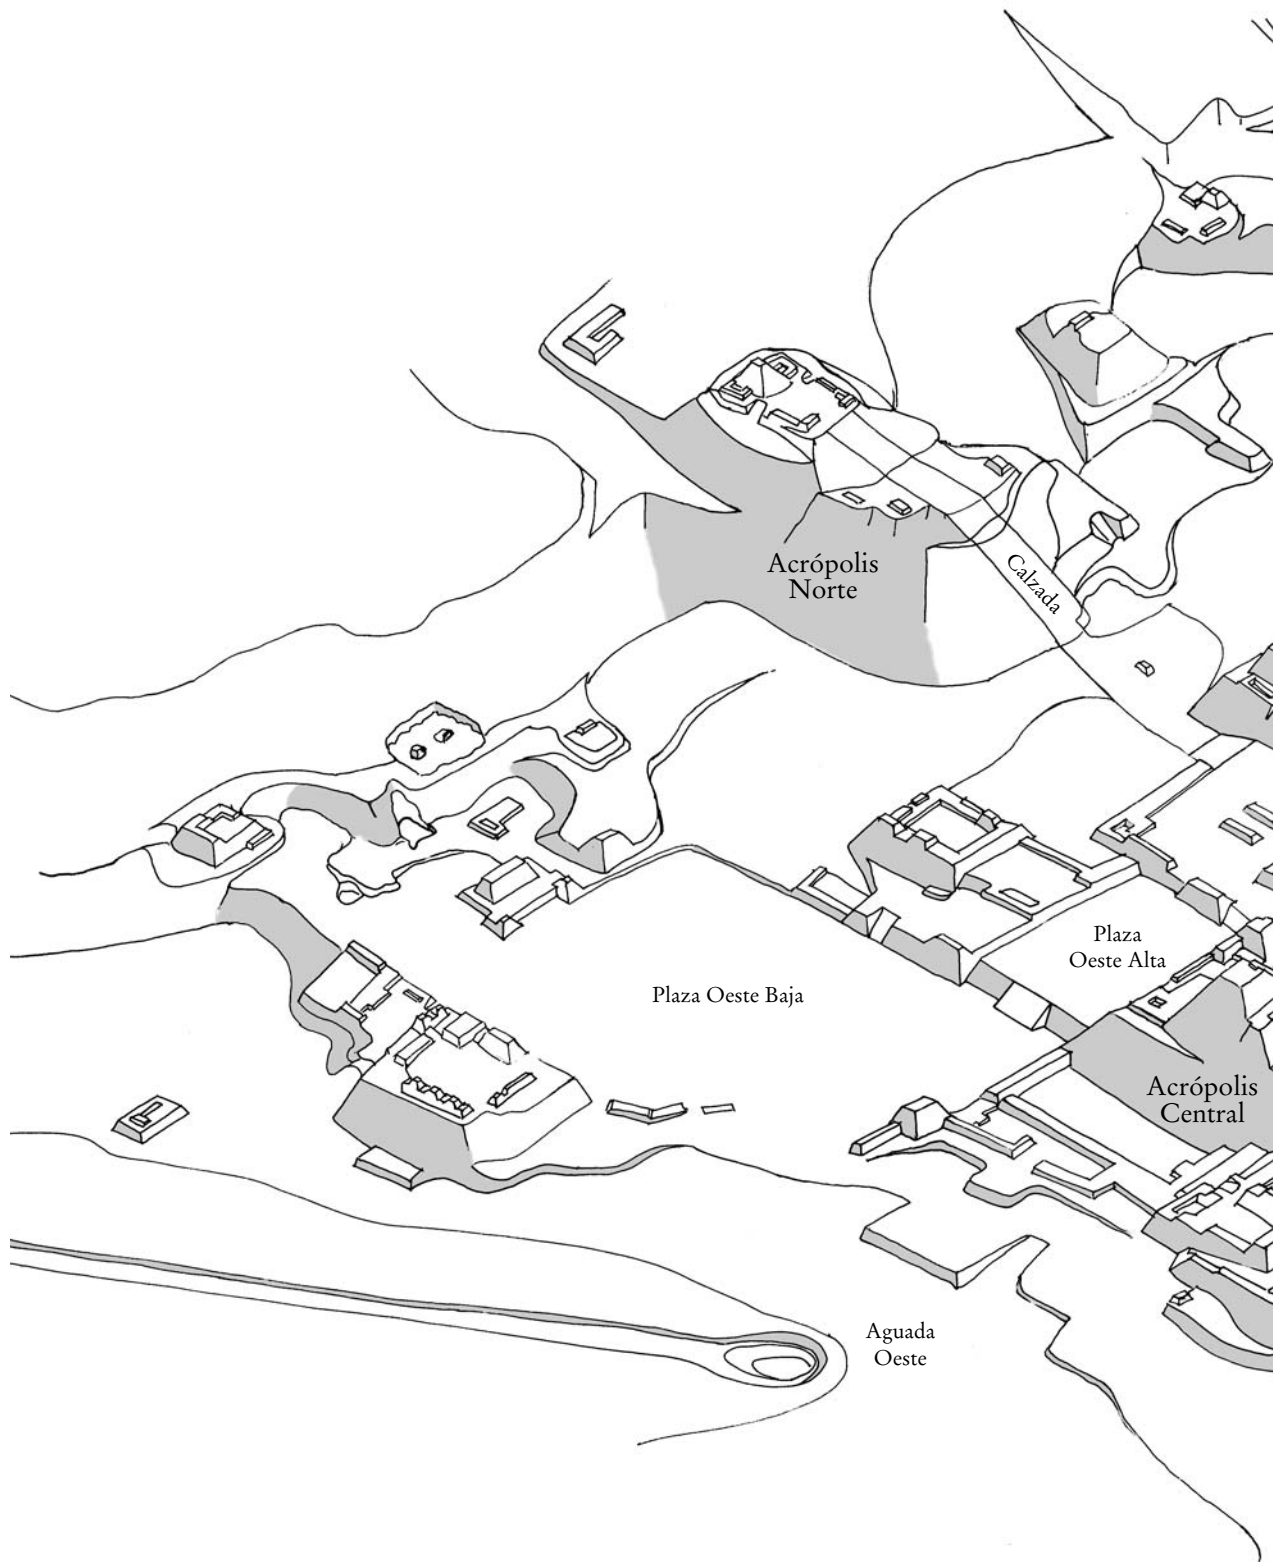 Acrópolis
Norte
Calzada
Plaza
Oeste Alta
Plaza Oeste Baja
Acrópolis
Central
Aguada
Oeste